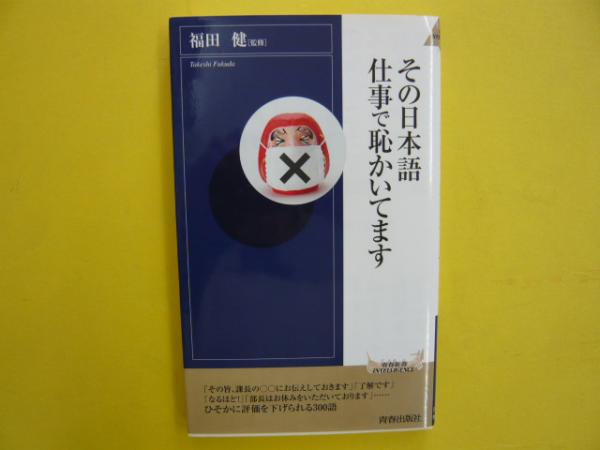 福田 健[監修]
Takeshi Fukuda
その日本語
仕事で恥かいてます
青春新書
INTELLIGENCE
「その旨、課長の〇〇にお伝えしておきます」「了解です」
「なるほど!」「部長はお休みをいただいております」……
ひそかに評価を下げられる300語
青春出版社